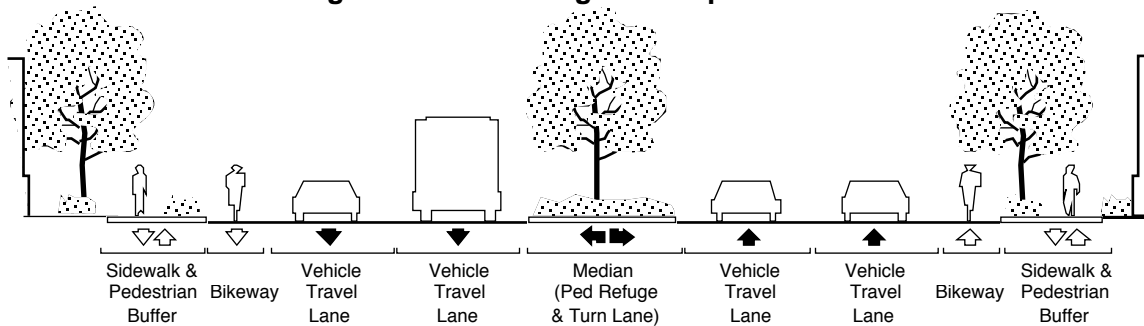 Sidewalk &
Pedestrian
Buffer
Bikeway
Vehicle
Travel
Lane
Vehicle
Travel
Lane
Median
(Ped Refuge
& Turn Lane)
Vehicle
Travel
Lane
Vehicle
Travel
Lane
Bikeway
Sidewalk &
Pedestrian
Buffer